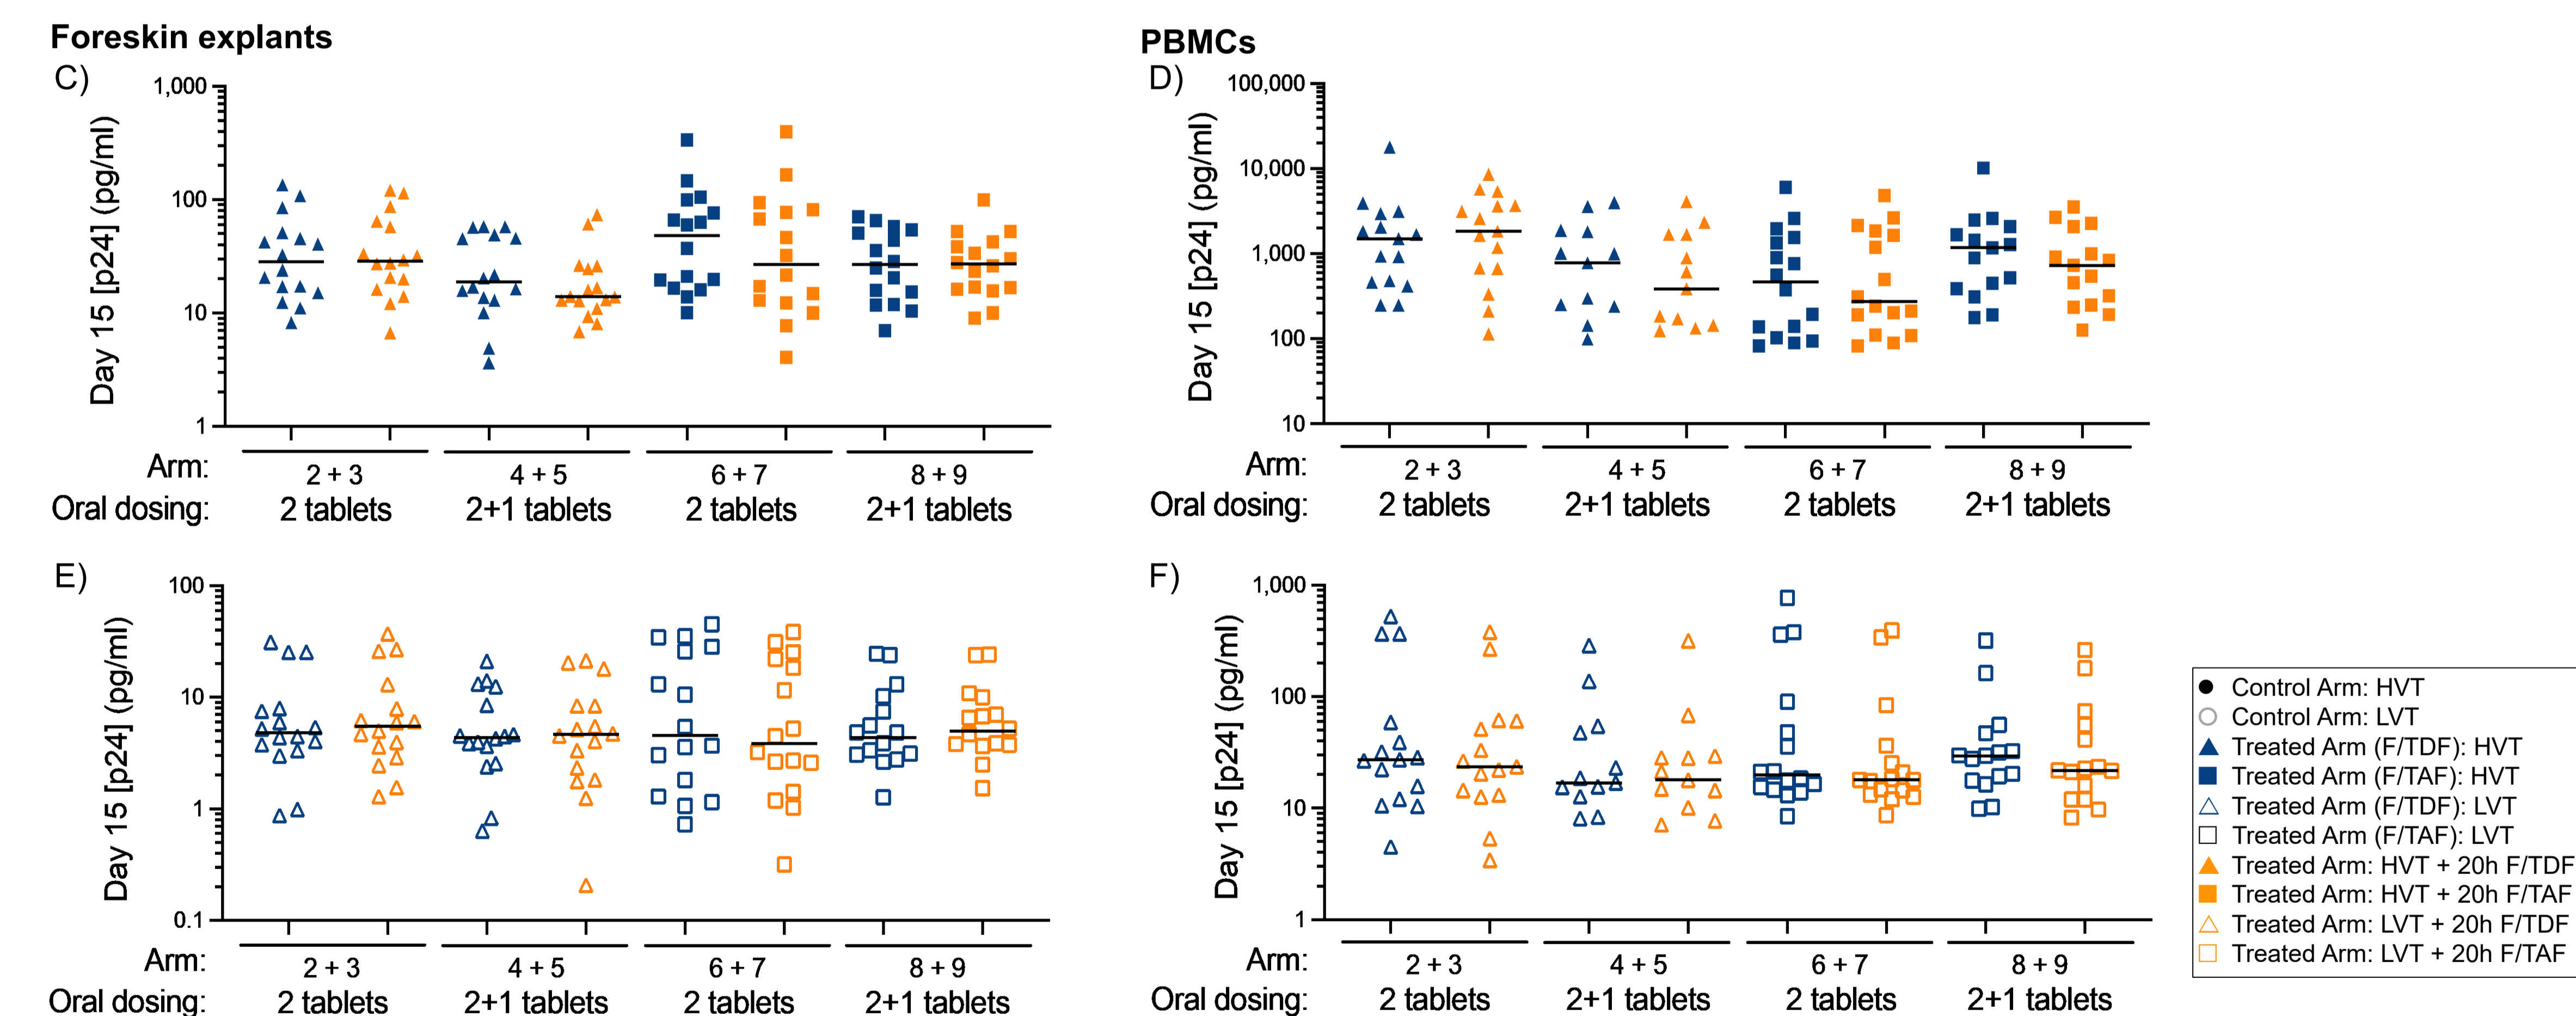 Foreskin explants
C)
Day 15 [p24] (pg/ml)
1,000
100
10
1
Arm: 2 + 3 4 + 5 6 + 7 8 + 9
Oral dosing: 2 tablets 2+1 tablets 2 tablets 2+1 tablets
PBMCs
D)
Day 15 [p24] (pg/ml)
100,000
10,000
1,000
100
10
Arm: 2 + 3 4 + 5 6 + 7 8 + 9
Oral dosing: 2 tablets 2+1 tablets 2 tablets 2+1 tablets
E)
Day 15 [p24] (pg/ml)
100
10
1
0.1
Arm: 2 + 3 4 + 5 6 + 7 8 + 9
Oral dosing: 2 tablets 2+1 tablets 2 tablets 2+1 tablets
F)
Day 15 [p24] (pg/ml)
1,000
100
10
1
Arm: 2 + 3 4 + 5 6 + 7 8 + 9
Oral dosing: 2 tablets 2+1 tablets 2 tablets 2+1 tablets
Control Arm: HVT
Control Arm: LVT
Treated Arm (F/TDF): HVT
Treated Arm (F/TAF): HVT
Treated Arm (F/TDF): LVT
Treated Arm (F/TAF): LVT
Treated Arm: HVT + 20h F/TDF
Treated Arm: HVT + 20h F/TAF
Treated Arm: LVT + 20h F/TDF
Treated Arm: LVT + 20h F/TAF